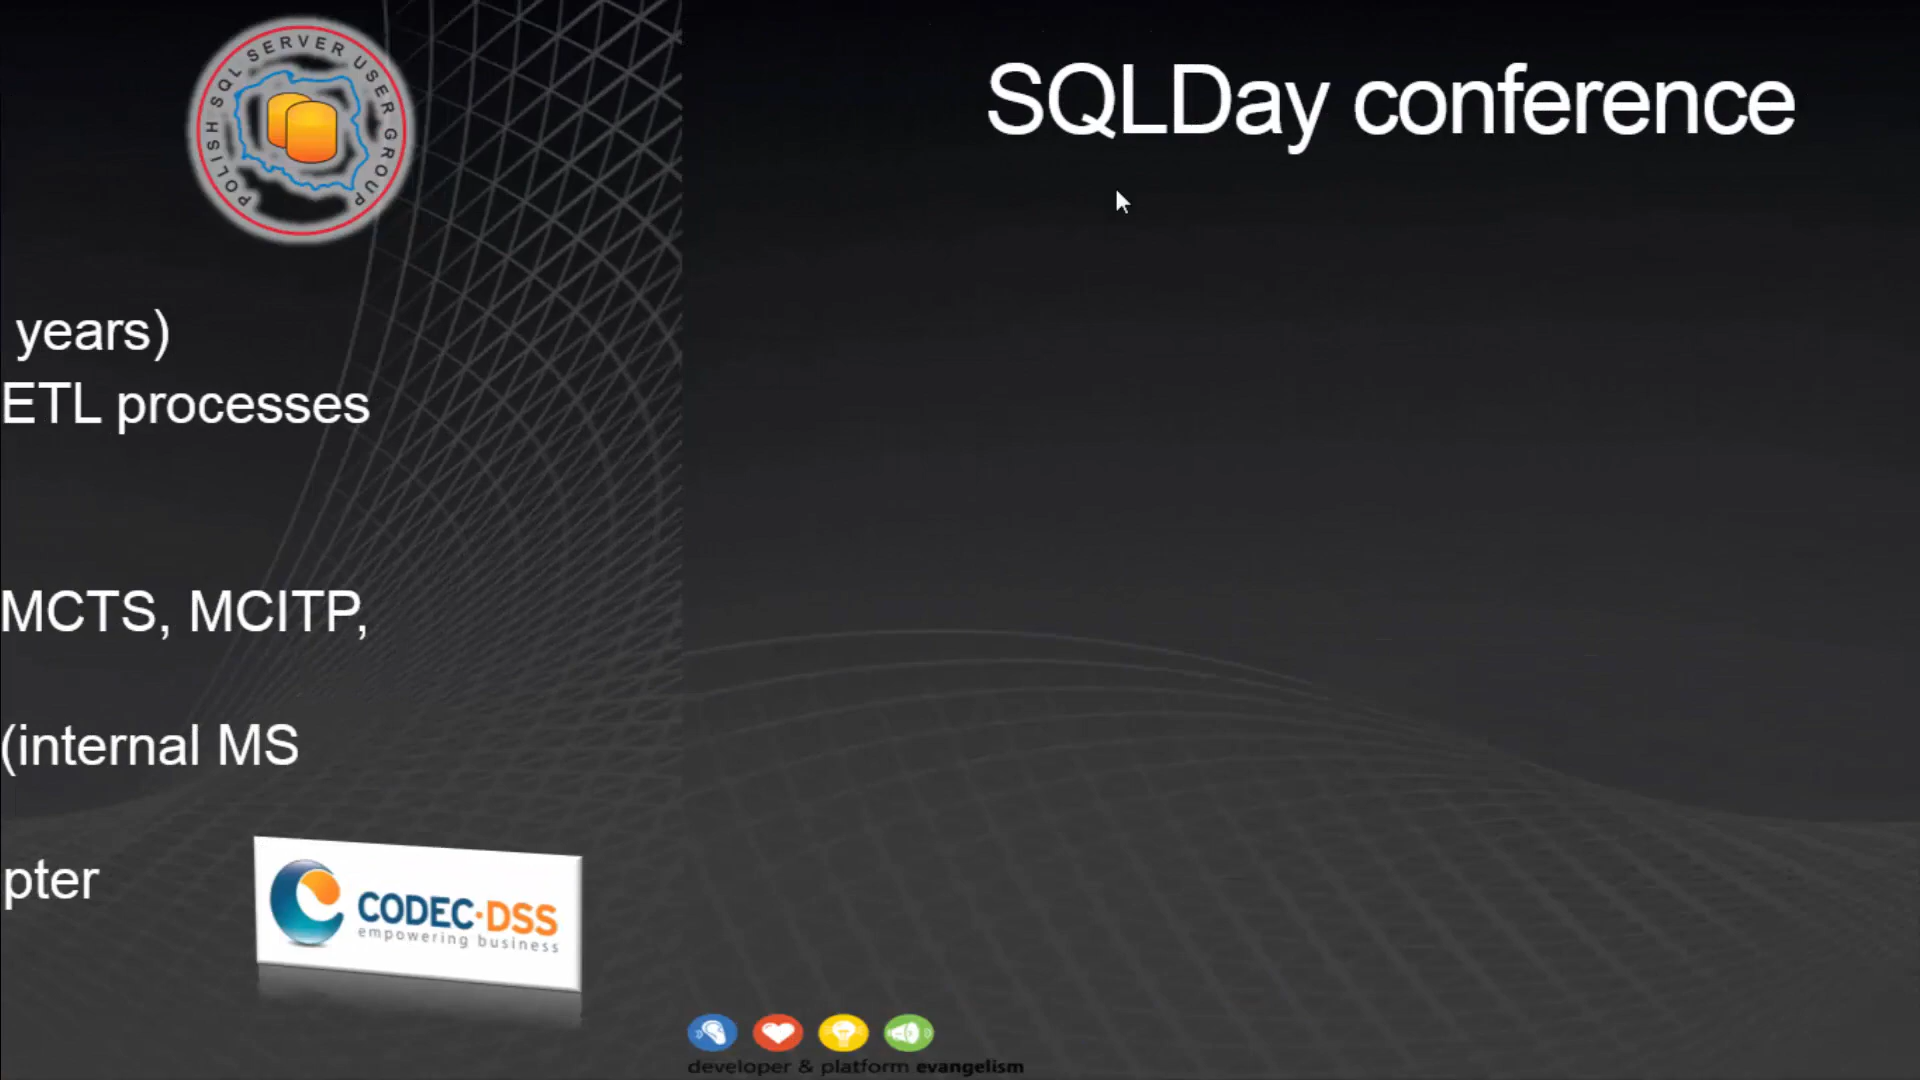 POLISH SQL SERVER USER GROUP
SQLDay conference
years)
ETL processes
MCTS, MCITP,
(internal MS
pter
CODEC·DSS
empowering business
developer & platform evangelism